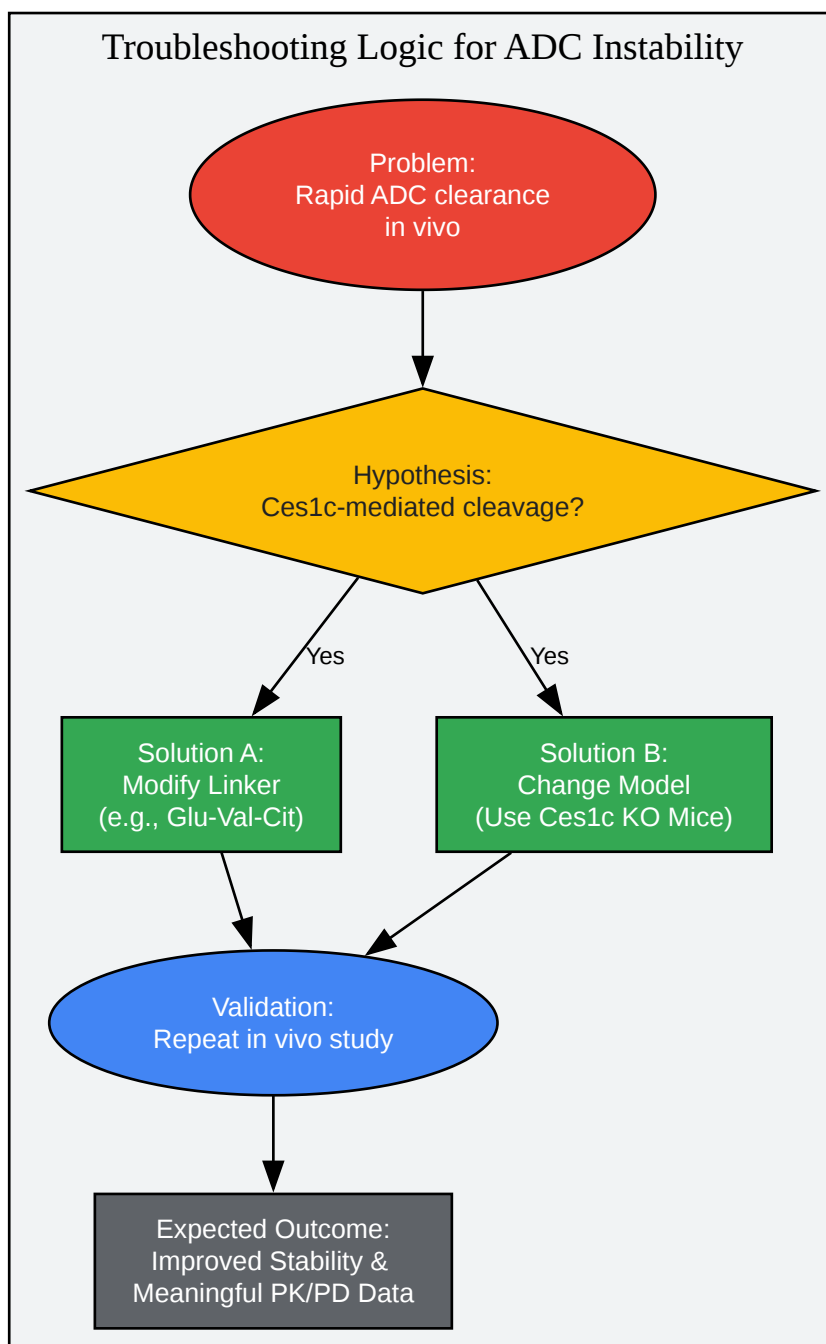 Troubleshooting Logic for ADC Instability
Problem:
Rapid ADC clearance
in vivo
Hypothesis:
Ces1c-mediated cleavage?
Yes
Yes
Solution A:
Modify Linker
(e.g., Glu-Val-Cit)
Solution B:
Change Model
(Use Ces1c KO Mice)
Validation:
Repeat in vivo study
Expected Outcome:
Improved Stability &
Meaningful PK/PD Data